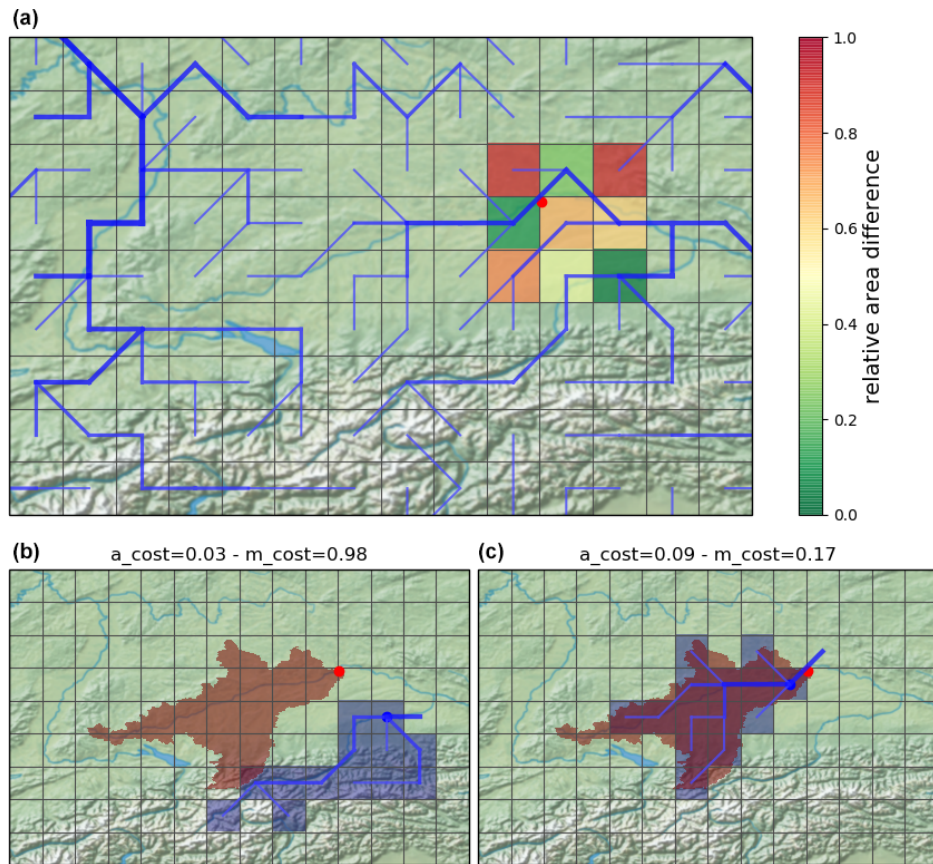 (a)
1.0
0.8
0.6
0.4
0.2
0.0
relative area difference
(b)
a_cost=0.03 - m_cost=0.98
(c)
a_cost=0.09 - m_cost=0.17